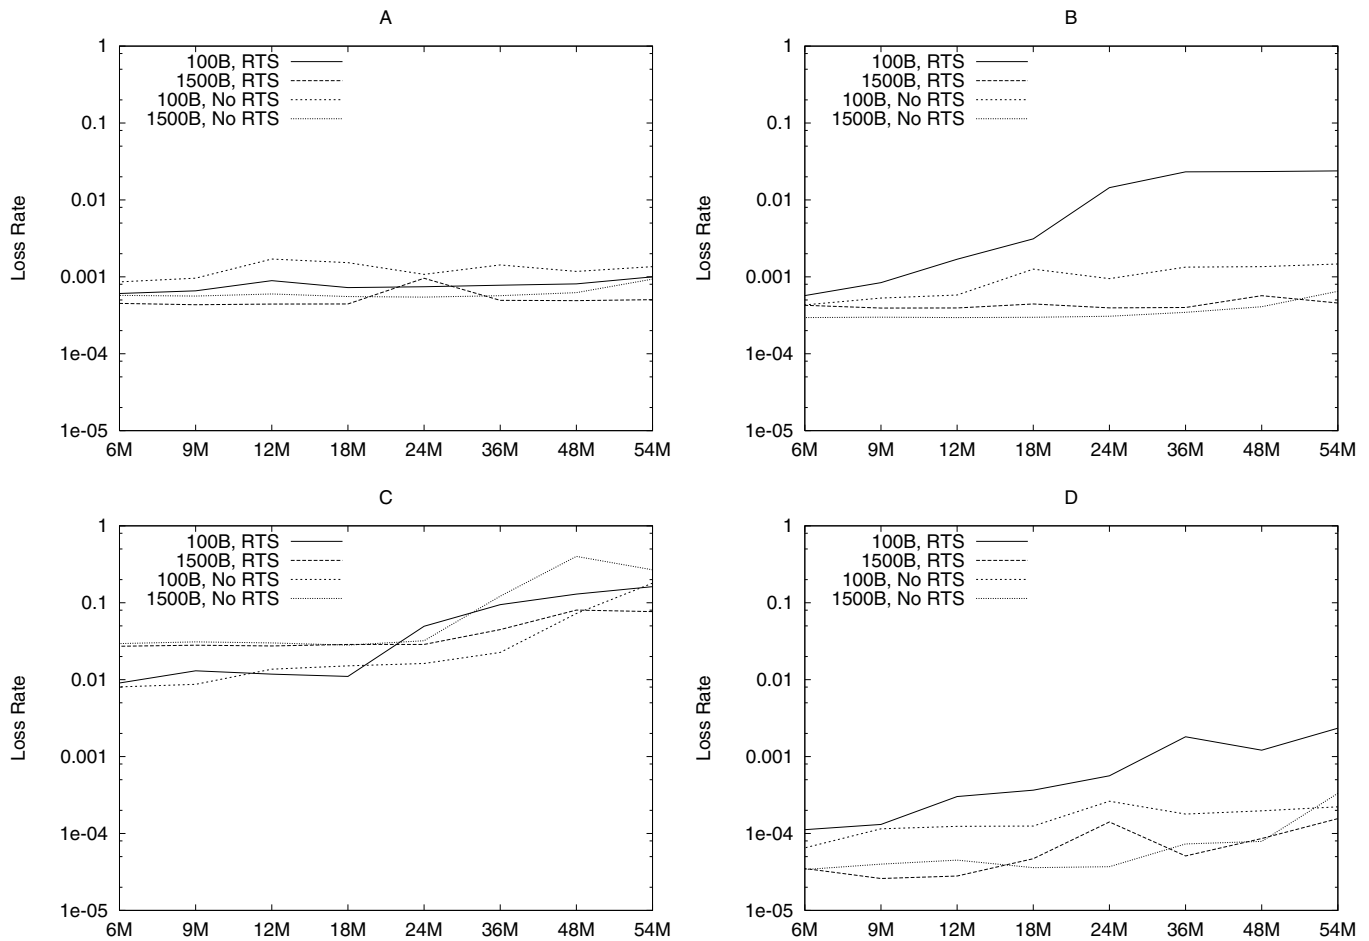 A
Loss Rate
1
0.1
0.01
0.001
1e-04
1e-05
6M 9M 12M 18M 24M 36M 48M 54M
100B, RTS
1500B, RTS
100B, No RTS
1500B, No RTS
B
Loss Rate
1
0.1
0.01
0.001
1e-04
1e-05
6M 9M 12M 18M 24M 36M 48M 54M
100B, RTS
1500B, RTS
100B, No RTS
1500B, No RTS
C
Loss Rate
1
0.1
0.01
0.001
1e-04
1e-05
6M 9M 12M 18M 24M 36M 48M 54M
100B, RTS
1500B, RTS
100B, No RTS
1500B, No RTS
D
Loss Rate
1
0.1
0.01
0.001
1e-04
1e-05
6M 9M 12M 18M 24M 36M 48M 54M
100B, RTS
1500B, RTS
100B, No RTS
1500B, No RTS